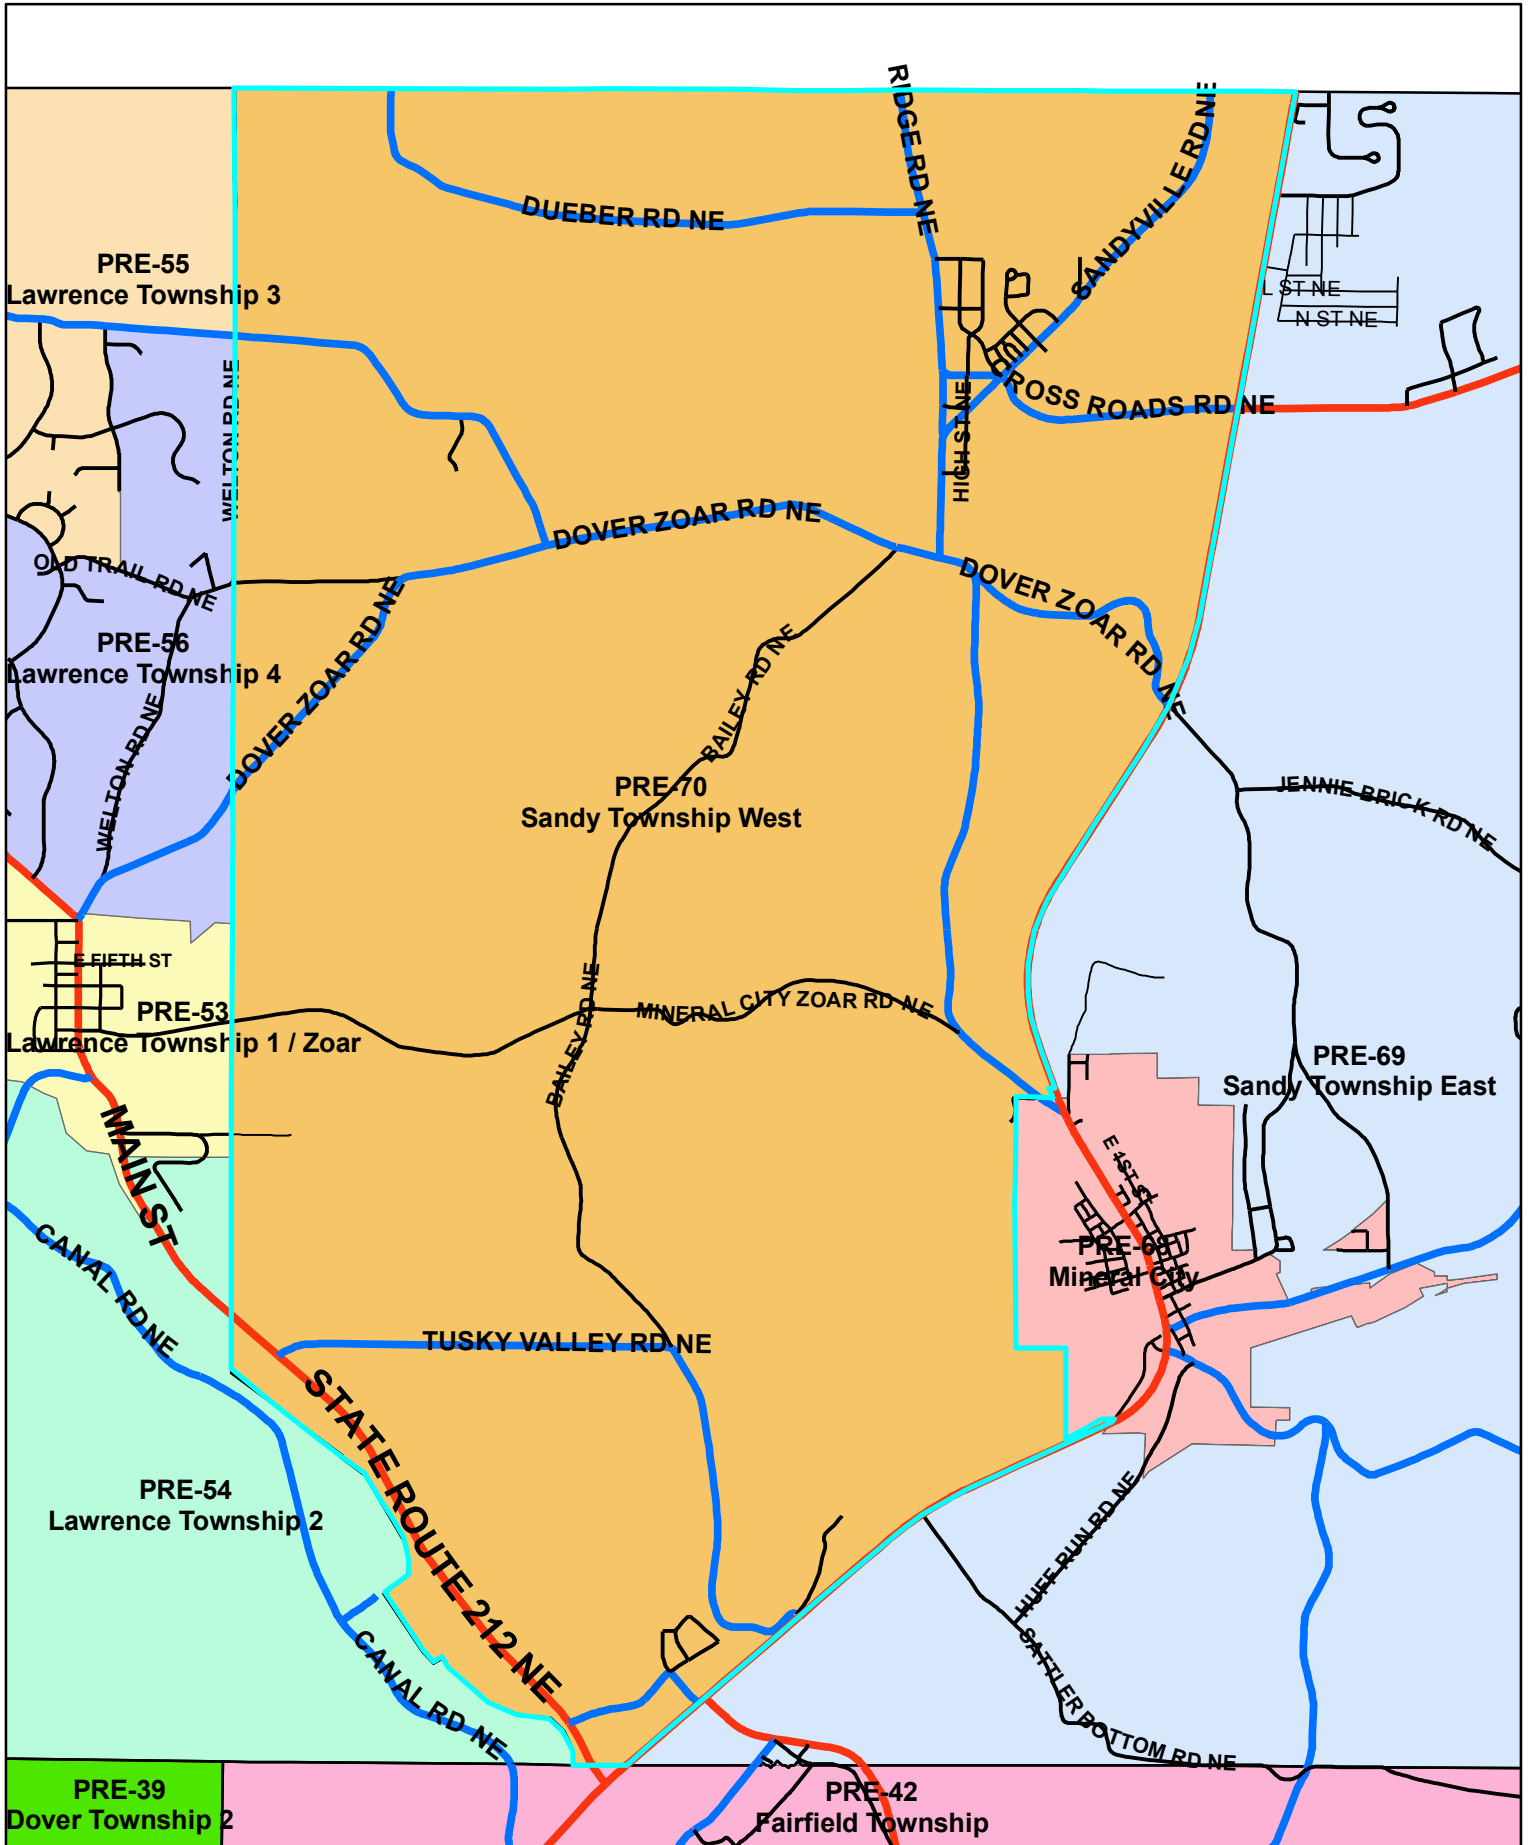 RIDGE RD NE
SANDYVILLE RD NE
DUEBER RD NE
PRE-55
Lawrence Township 3
L ST NE
N ST NE
WELTON RD NE
ROSS ROADS RD NE
HIGH ST NE
DOVER ZOAR RD NE
OLD TRAIL RD NE
DOVER ZOAR RD NE
DOVER ZOAR RD NE
PRE-56
Lawrence Township 4
BAILEY RD NE
WELTON RD NE
PRE-70
Sandy Township West
JENNIE BRICK RD NE
E FIFTH ST
PRE-53
Lawrence Township 1 / Zoar
MINERAL CITY ZOAR RD NE
BAILEY RD NE
PRE-69
Sandy Township East
MAIN ST
E 1ST ST
CANAL RD NE
PRE-68
Mineral City
TUSKY VALLEY RD NE
STATE ROUTE 212 NE
PRE-54
Lawrence Township 2
HUFF RUN RD NE
CANAL RD NE
SATTLER BOTTOM RD NE
PRE-39
Dover Township 2
PRE-42
Fairfield Township